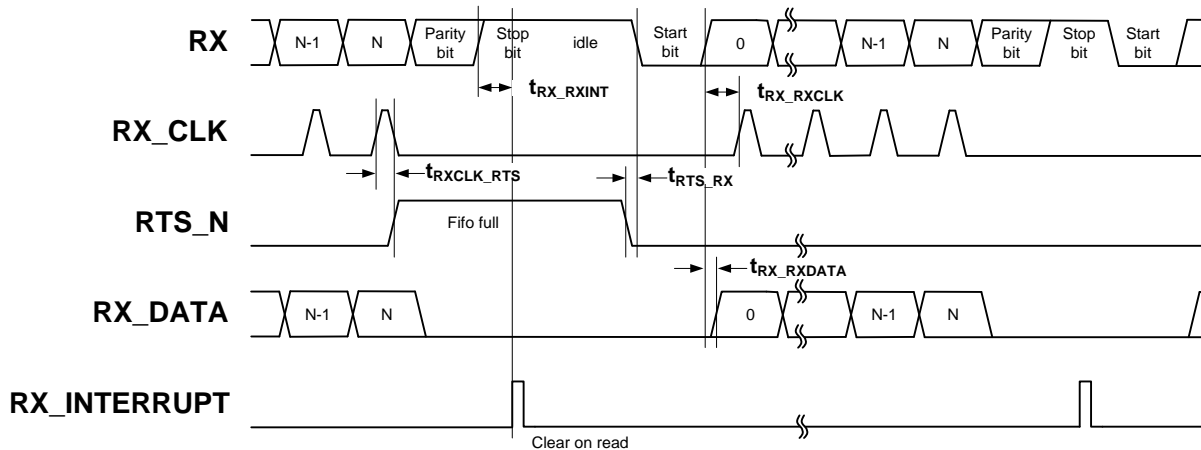 RX
N-1
N
Parity
bit
Stop
bit
idle
Start
bit
0
N-1
N
Parity
bit
Stop
bit
Start
bit
tRX_RXINT
tRX_RXCLK
RX_CLK
tRXCLK_RTS
tRTS_RX
RTS_N
Fifo full
tRX_RXDATA
RX_DATA
N-1
N
0
N-1
N
RX_INTERRUPT
Clear on read